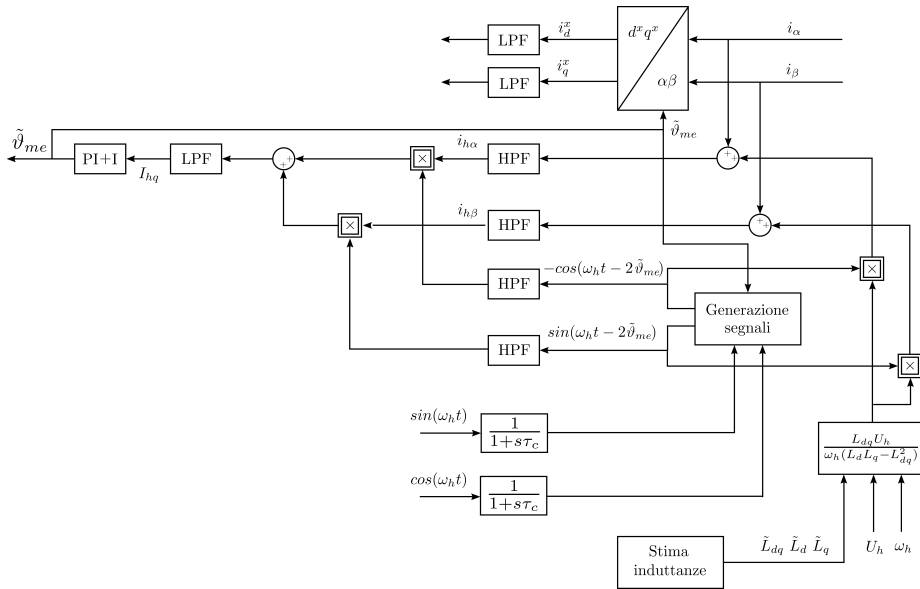 LPF
i_d^x
d^x q^x
i_α
LPF
i_q^x
αβ
i_β
ϑ̃_me
ϑ̃_me
PI+I
I_hq
LPF
+ +
×
i_hα
HPF
+ +
×
i_hβ
HPF
+ +
HPF
−cos(ω_h t − 2ϑ̃_me)
×
Generazione
segnali
HPF
sin(ω_h t − 2ϑ̃_me)
×
sin(ω_h t)
1
1+sτ_c
L_dq U_h
ω_h(L_d L_q − L_dq^2)
cos(ω_h t)
1
1+sτ_c
Stima
induttanze
L̃_dq L̃_d L̃_q
U_h ω_h